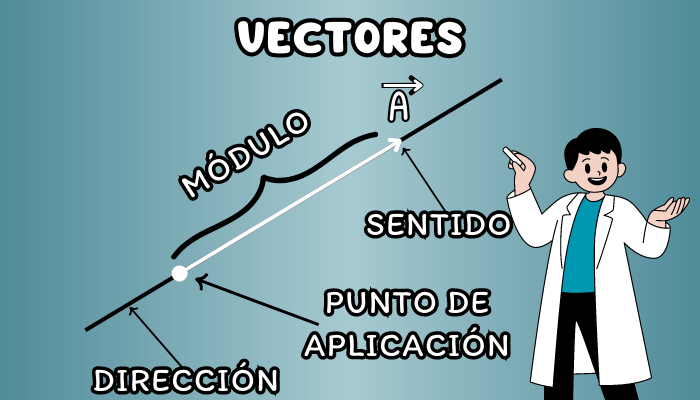 VECTORES
A
MÓDULO
SENTIDO
PUNTO DE
APLICACIÓN
DIRECCIÓN